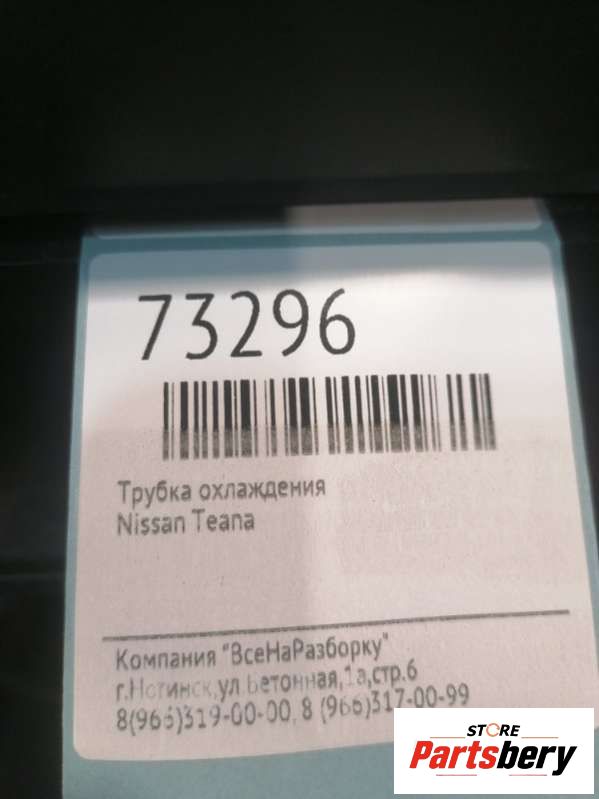 73296
Трубка охлаждения
Nissan Teana
Компания "ВсеНаРазборку"
ул.Бетонная,1а,стр.6
8(966)319-00-00, 8 (966)317-00-99
STORE
Partsbery